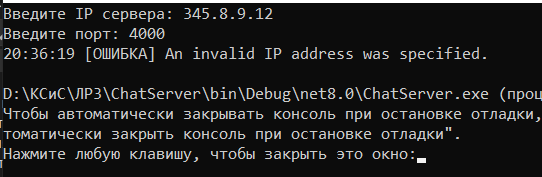 Введите IP сервера: 345.8.9.12
Введите порт: 4000
20:36:19 [ОШИБКА] An invalid IP address was specified.
D:\КСиС\ЛР3\ChatServer\bin\Debug\net8.0\ChatServer.exe (проц
Чтобы автоматически закрывать консоль при остановке отладки,
томатически закрыть консоль при остановке отладки".
Нажмите любую клавишу, чтобы закрыть это окно: